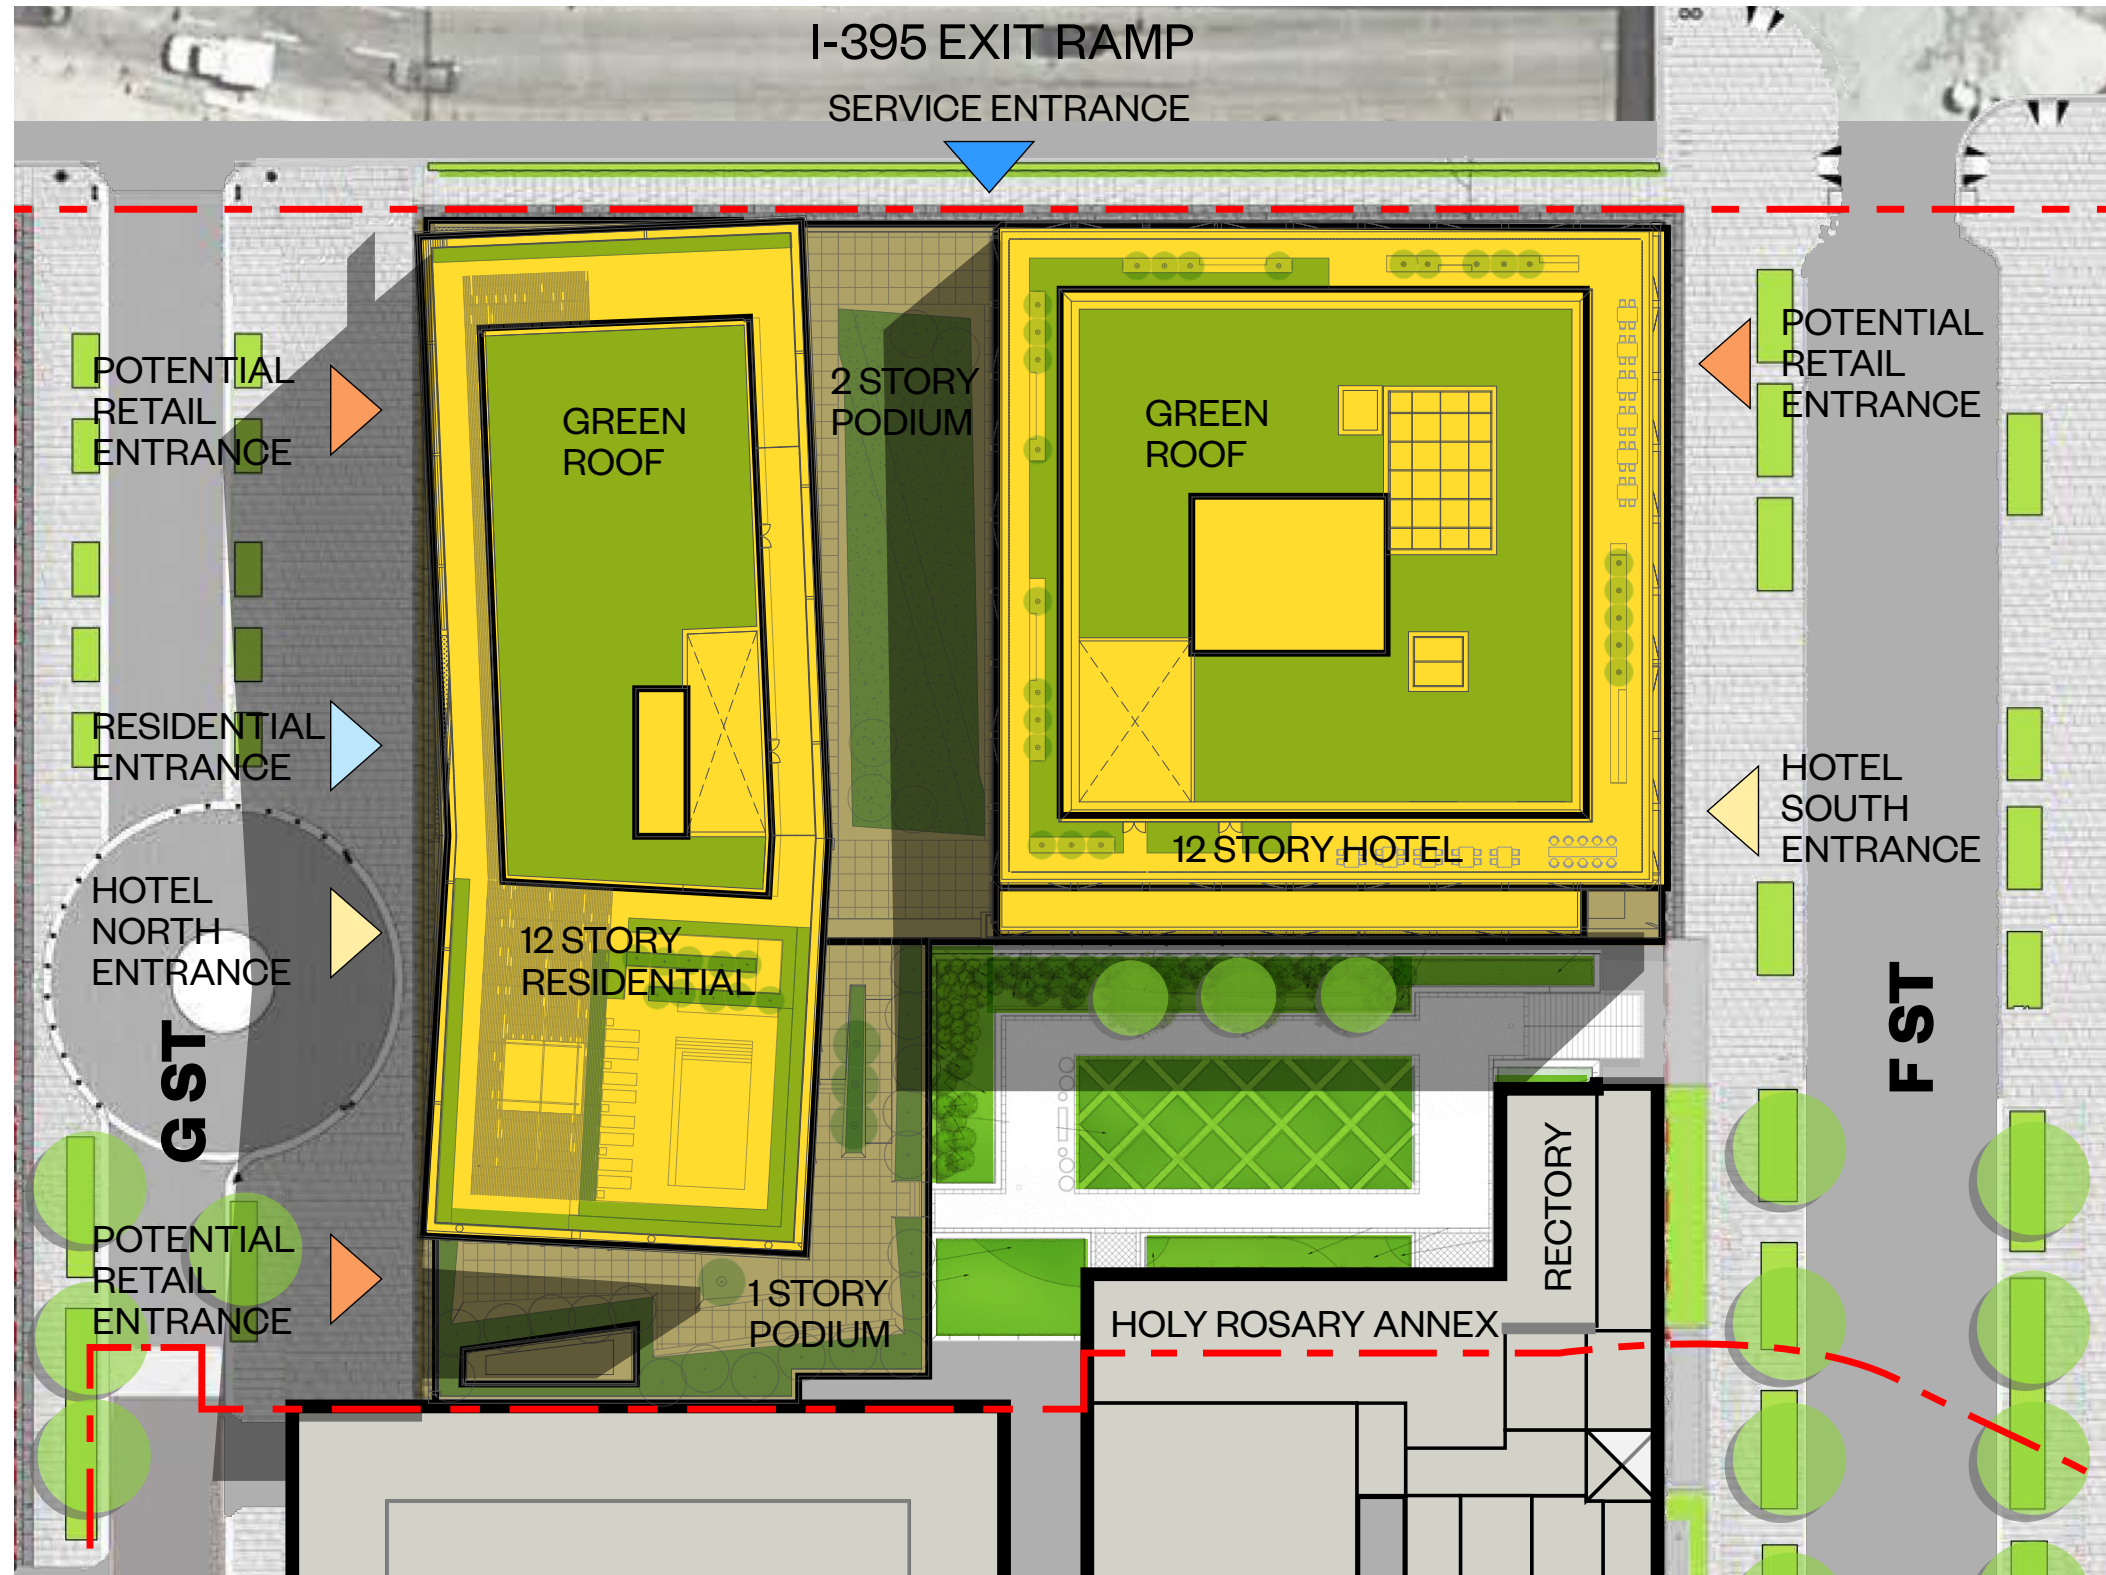 I-395 EXIT RAMP
SERVICE ENTRANCE
POTENTIAL
RETAIL
ENTRANCE
GREEN
ROOF
2 STORY
PODIUM
GREEN
ROOF
POTENTIAL
RETAIL
ENTRANCE
RESIDENTIAL
ENTRANCE
HOTEL
SOUTH
ENTRANCE
12 STORY HOTEL
HOTEL
NORTH
ENTRANCE
12 STORY
RESIDENTIAL
G ST
F ST
POTENTIAL
RETAIL
ENTRANCE
1 STORY
PODIUM
RECTORY
HOLY ROSARY ANNEX